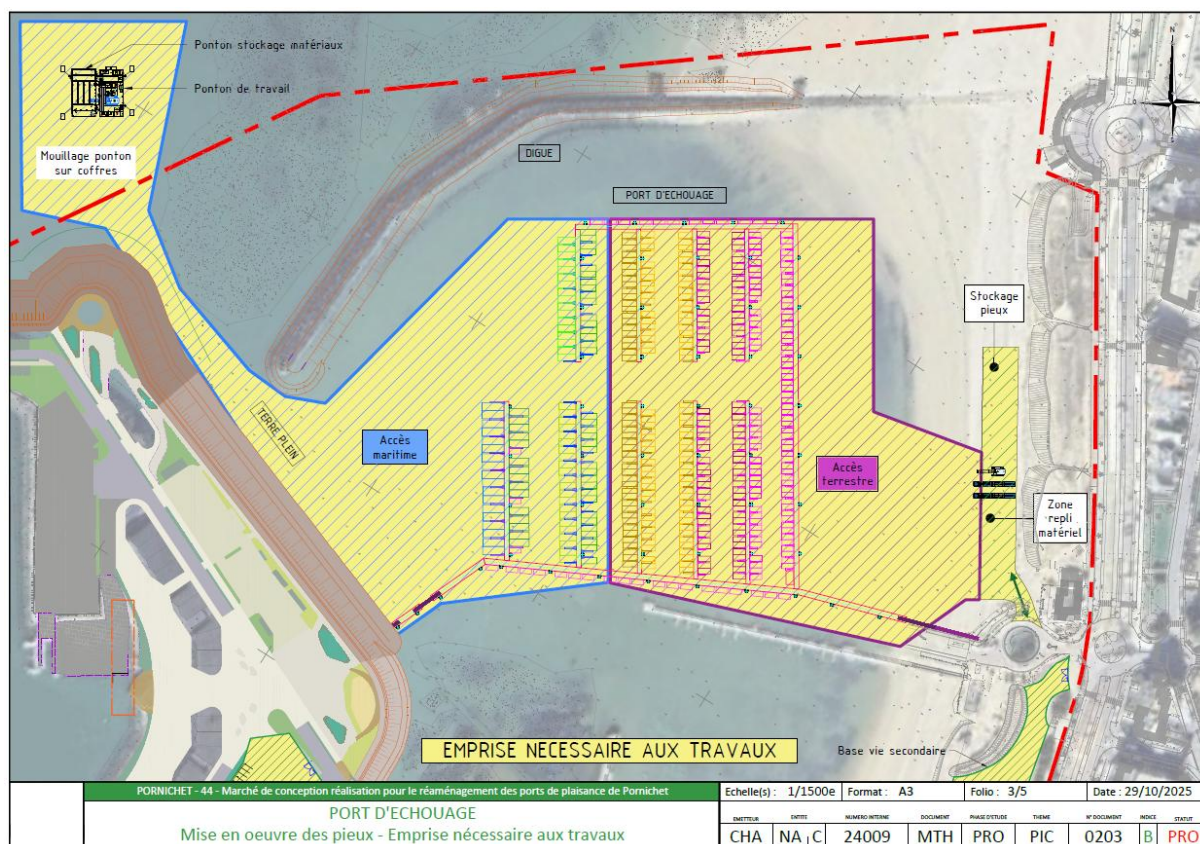 Ponton stockage matériaux
Ponton de travail
Mouillage ponton
sur coffres
N
DIGUE
PORT D'ECHOUAGE
Stockage
pieux
TERRE PLEIN
Accès
maritime
Accès
terrestre
Zone
repli
matériel
EMPRISE NECESSAIRE AUX TRAVAUX
Base vie secondaire
PORNICHET - 44 - Marché de conception réalisation pour le réaménagement des ports de plaisance de Pornichet
PORT D'ECHOUAGE
Mise en oeuvre des pieux - Emprise nécessaire aux travaux
Echelle(s) : 1/1500e Format : A3 Folio : 3/5 Date : 29/10/2025
EMETTEUR ENTITE NUMERO INTERNE DOCUMENT PHASE D'ETUDE THEME N° DOCUMENT INDICE STATUT
CHA NA C 24009 MTH PRO PIC 0203 B PRO